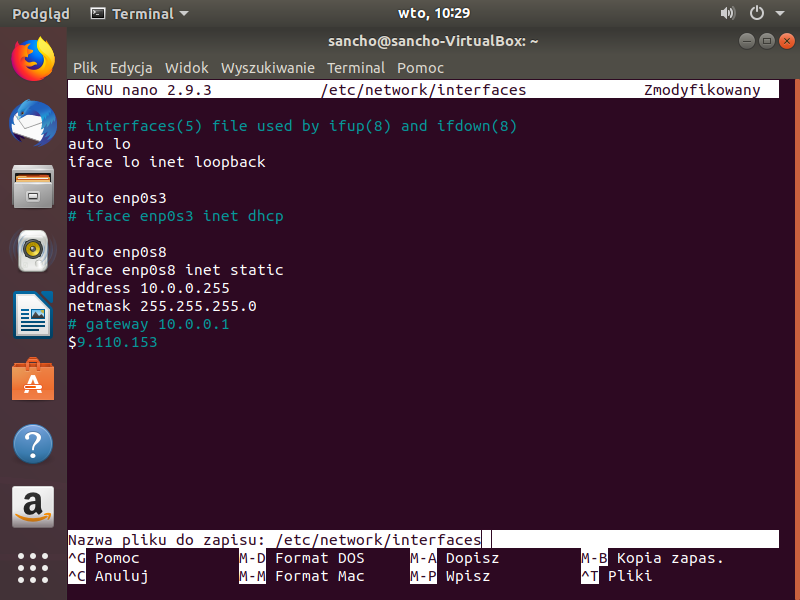 Podgląd Terminal wto, 10:29
sancho@sancho-VirtualBox: ~
Plik Edycja Widok Wyszukiwanie Terminal Pomoc
GNU nano 2.9.3 /etc/network/interfaces Zmodyfikowany
# interfaces(5) file used by ifup(8) and ifdown(8)
auto lo
iface lo inet loopback
auto enp0s3
# iface enp0s3 inet dhcp
auto enp0s8
iface enp0s8 inet static
address 10.0.0.255
netmask 255.255.255.0
# gateway 10.0.0.1
$9.110.153
Nazwa pliku do zapisu: /etc/network/interfaces
^G Pomoc M-D Format DOS M-A Dopisz M-B Kopia zapas.
^C Anuluj M-M Format Mac M-P Wpisz ^T Pliki